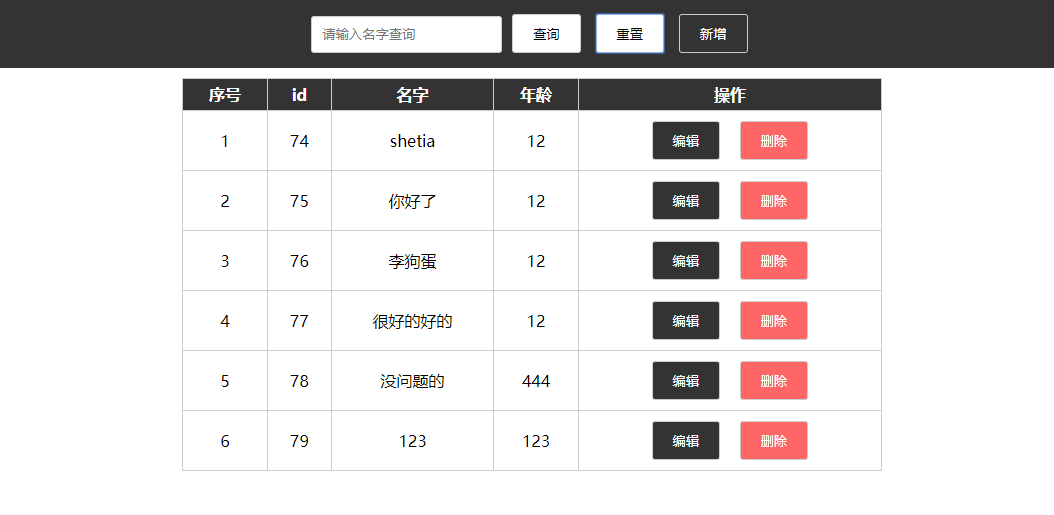 请输入名字查询 查询 重置 新增
序号 id 名字 年龄 操作
1 74 shetia 12 编辑 删除
2 75 你好了 12 编辑 删除
3 76 李狗蛋 12 编辑 删除
4 77 很好的好的 12 编辑 删除
5 78 没问题的 444 编辑 删除
6 79 123 123 编辑 删除